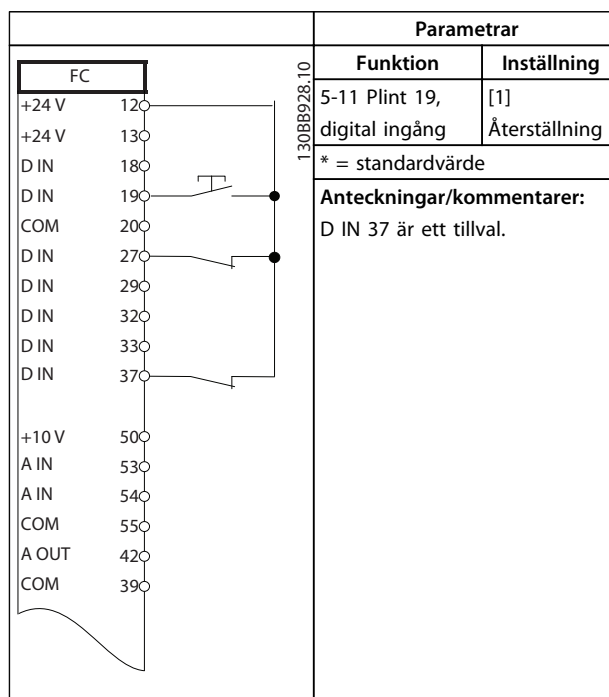 FC
+24 V 12
+24 V 13
D IN 18
D IN 19
COM 20
D IN 27
D IN 29
D IN 32
D IN 33
D IN 37
+10 V 50
A IN 53
A IN 54
COM 55
A OUT 42
COM 39
130BB928.10
Parametrar
Funktion Inställning
5-11 Plint 19, [1]
digital ingång Återställning
* = standardvärde
Anteckningar/kommentarer:
D IN 37 är ett tillval.